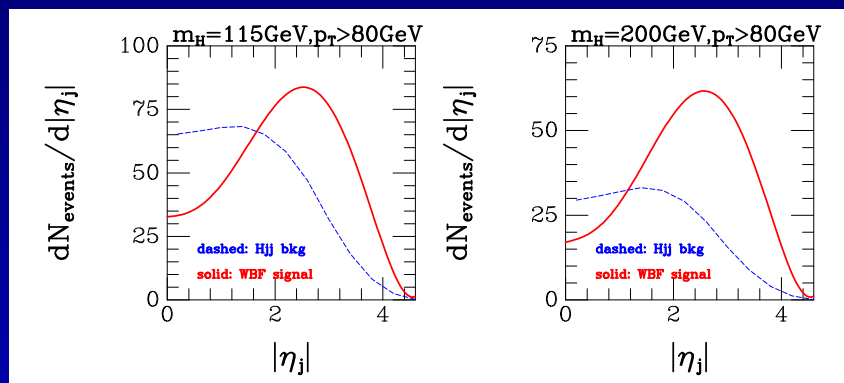 m_H=115GeV,p_T>80GeV
dN_events/d|η_j|
100
75
50
25
0
dashed: Hjj bkg
solid: WBF signal
0 2 4
|η_j|
m_H=200GeV,p_T>80GeV
dN_events/d|η_j|
75
50
25
0
dashed: Hjj bkg
solid: WBF signal
0 2 4
|η_j|